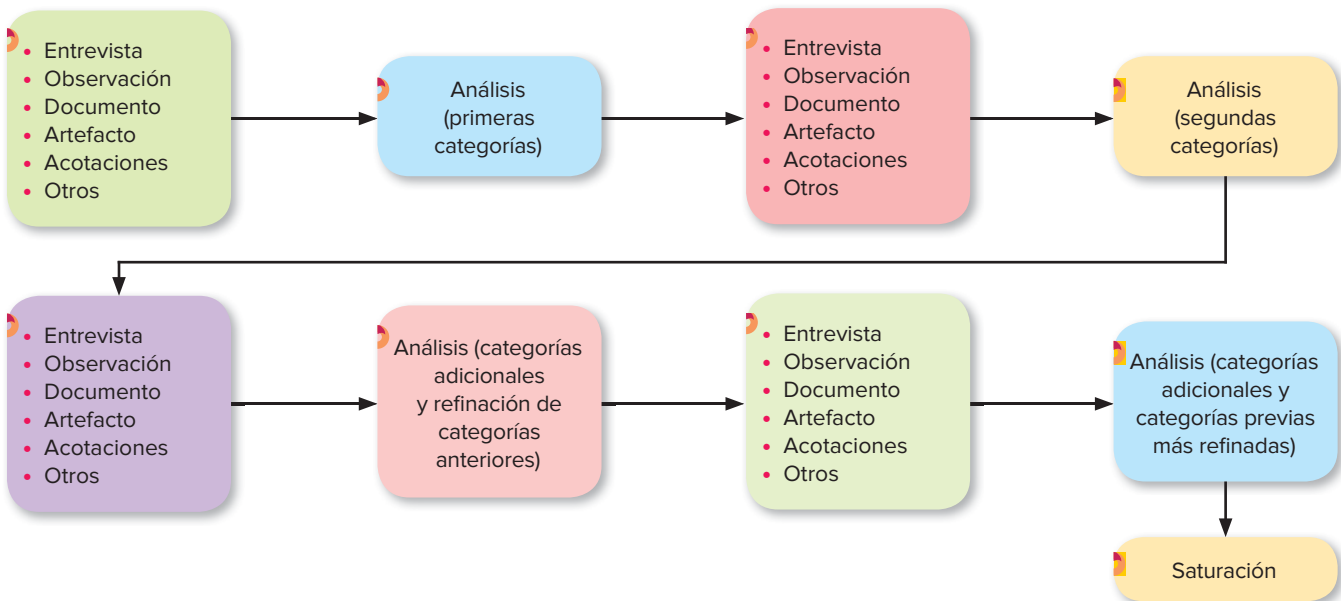 • Entrevista
• Observación
• Documento
• Artefacto
• Acotaciones
• Otros
Análisis
(primeras
categorías)
• Entrevista
• Observación
• Documento
• Artefacto
• Acotaciones
• Otros
Análisis
(segundas
categorías)
• Entrevista
• Observación
• Documento
• Artefacto
• Acotaciones
• Otros
Análisis (categorías
adicionales
y refinación de
categorías
anteriores)
• Entrevista
• Observación
• Documento
• Artefacto
• Acotaciones
• Otros
Análisis (categorías
adicionales y
categorías previas
más refinadas)
Saturación